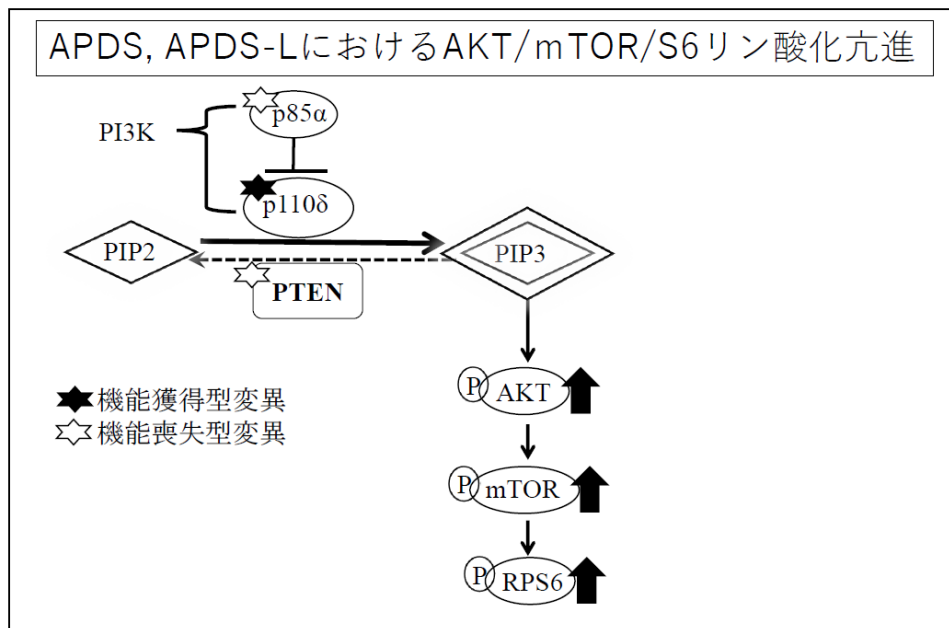 APDS, APDS-LにおけるAKT/mTOR/S6リン酸化亢進
p85α
PI3K
p110δ
PIP2
PIP3
PTEN
P AKT
機能獲得型変異
機能喪失型変異
P mTOR
P RPS6